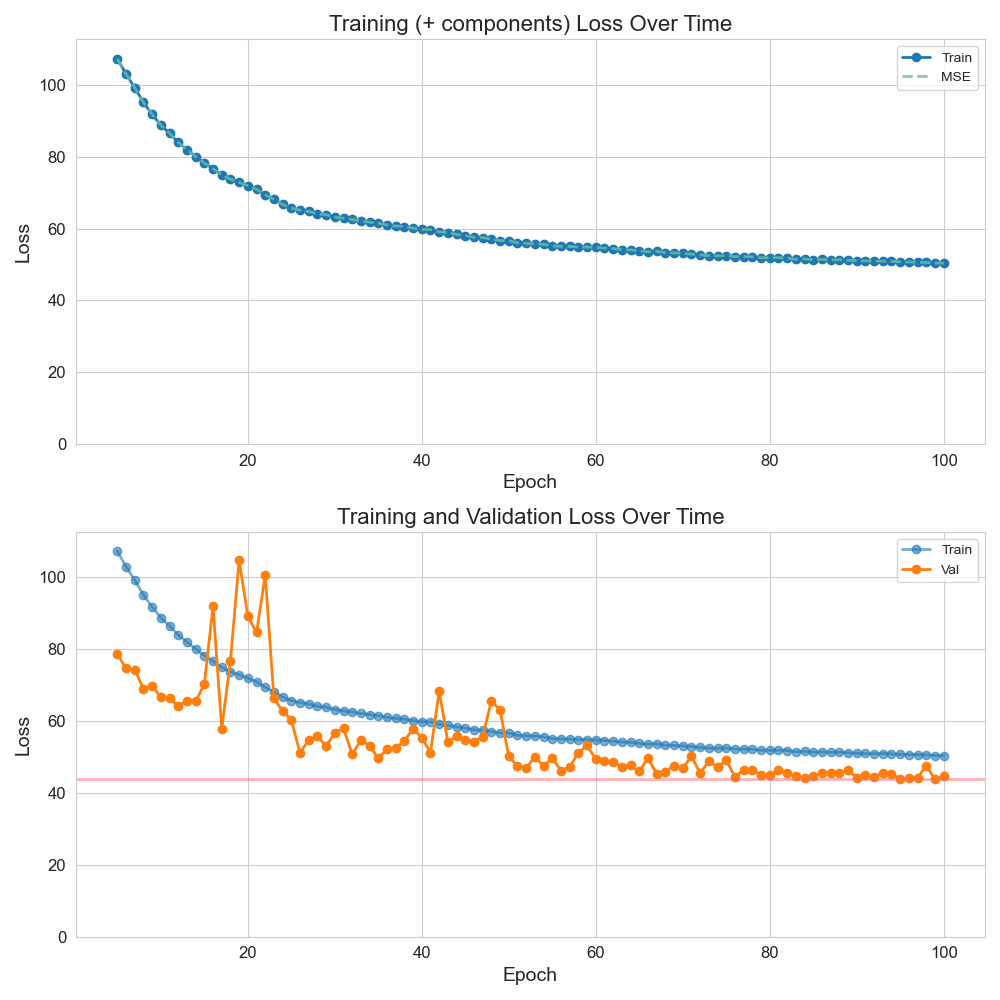 Training (+ components) Loss Over Time
Train
MSE
Loss
100
80
60
40
20
0
20 40 60 80 100
Epoch
Training and Validation Loss Over Time
Train
Val
Loss
100
80
60
40
20
0
20 40 60 80 100
Epoch